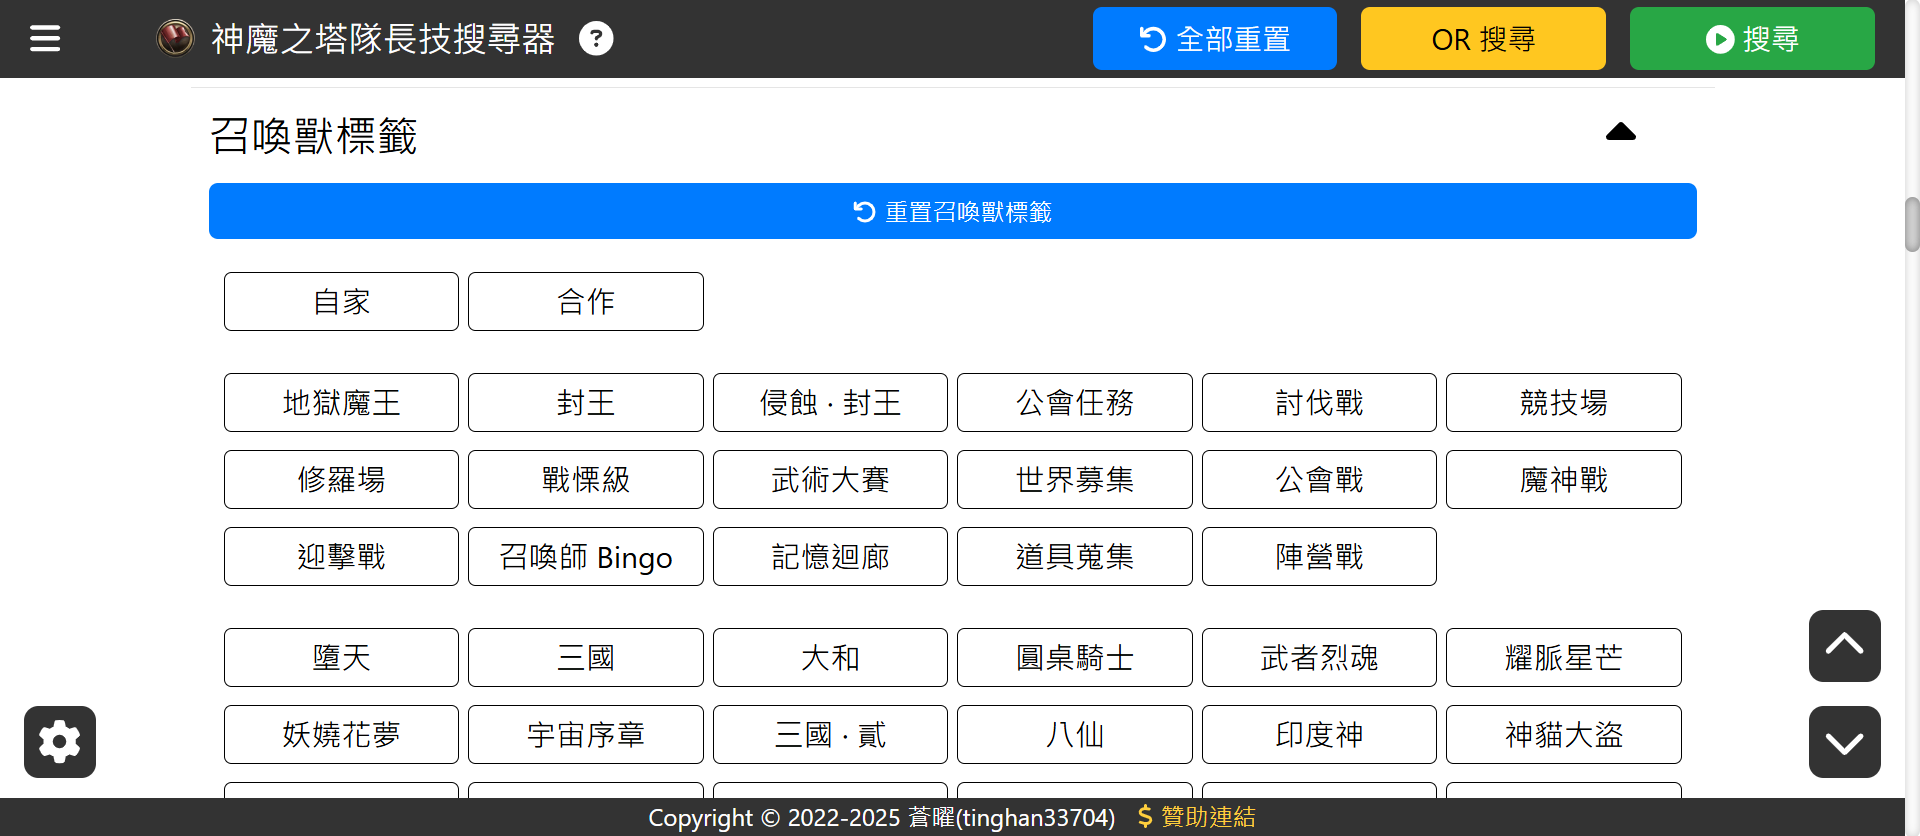 神魔之塔隊長技搜尋器 ? 全部重置 OR 搜尋 搜尋
召喚獸標籤
重置召喚獸標籤
自家 合作
地獄魔王 封王 侵蝕 · 封王 公會任務 討伐戰 競技場
修羅場 戰慄級 武術大賽 世界募集 公會戰 魔神戰
迎擊戰 召喚師 Bingo 記憶迴廊 道具蒐集 陣營戰
墮天 三國 大和 圓桌騎士 武者烈魂 耀脈星芒
妖嬈花夢 宇宙序章 三國 · 貳 八仙 印度神 神貓大盜
Copyright © 2022-2025 蒼曜(tinghan33704) $ 贊助連結